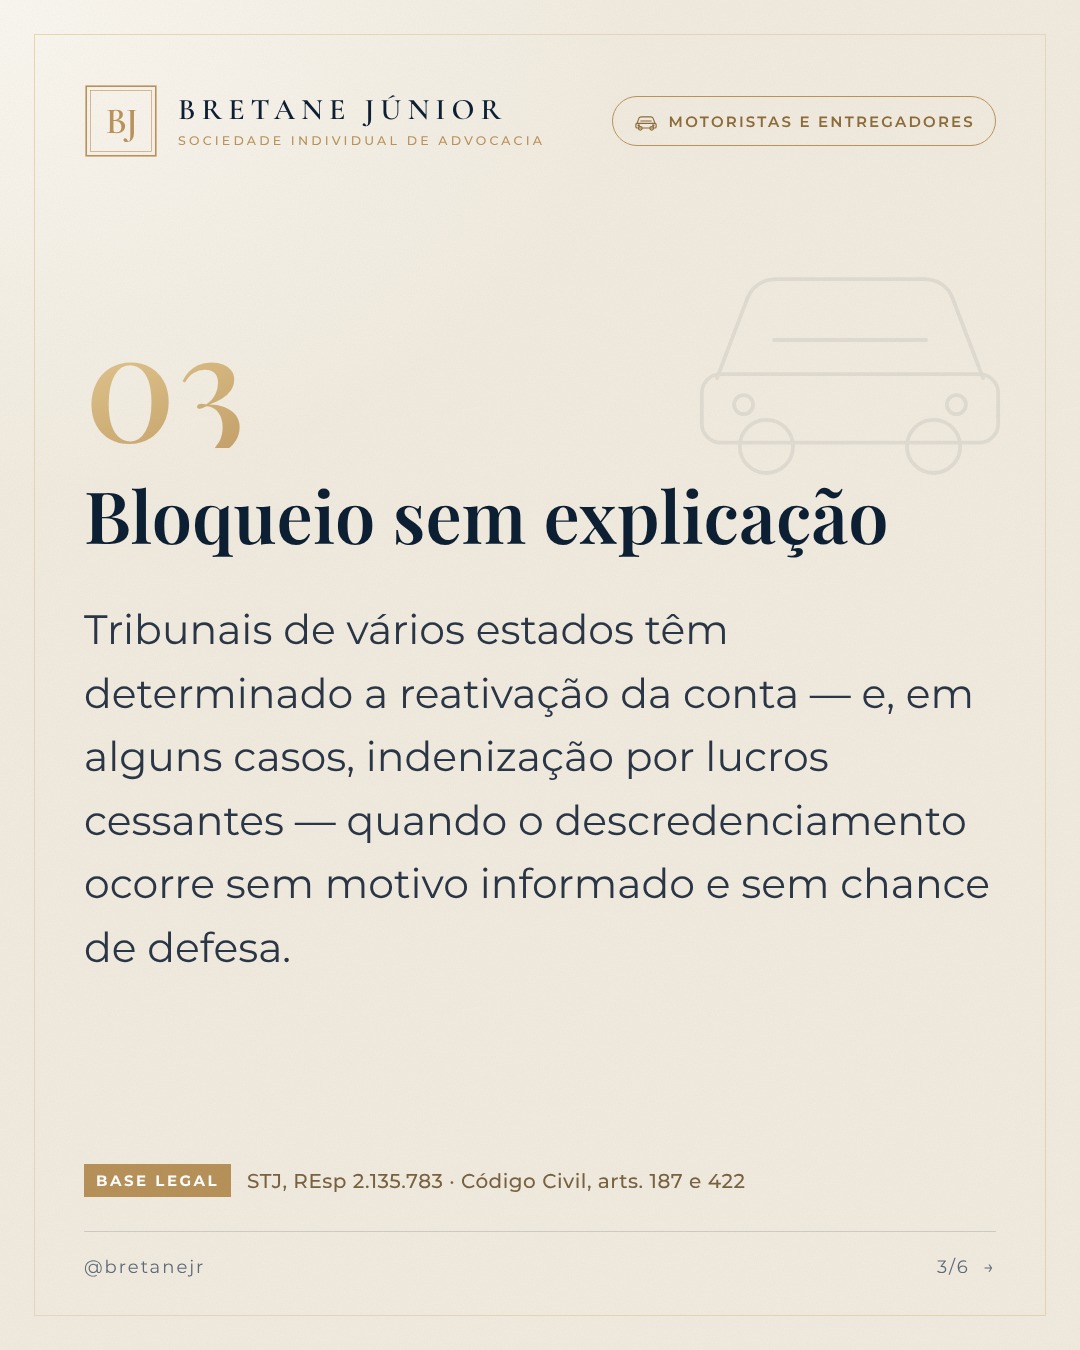 BJ
BRETANE JÚNIOR
SOCIEDADE INDIVIDUAL DE ADVOCACIA
MOTORISTAS E ENTREGADORES
03
Bloqueio sem explicação
Tribunais de vários estados têm
determinado a reativação da conta — e, em
alguns casos, indenização por lucros
cessantes — quando o descredenciamento
ocorre sem motivo informado e sem chance
de defesa.
BASE LEGAL STJ, REsp 2.135.783 · Código Civil, arts. 187 e 422
@bretanejr
3/6 →